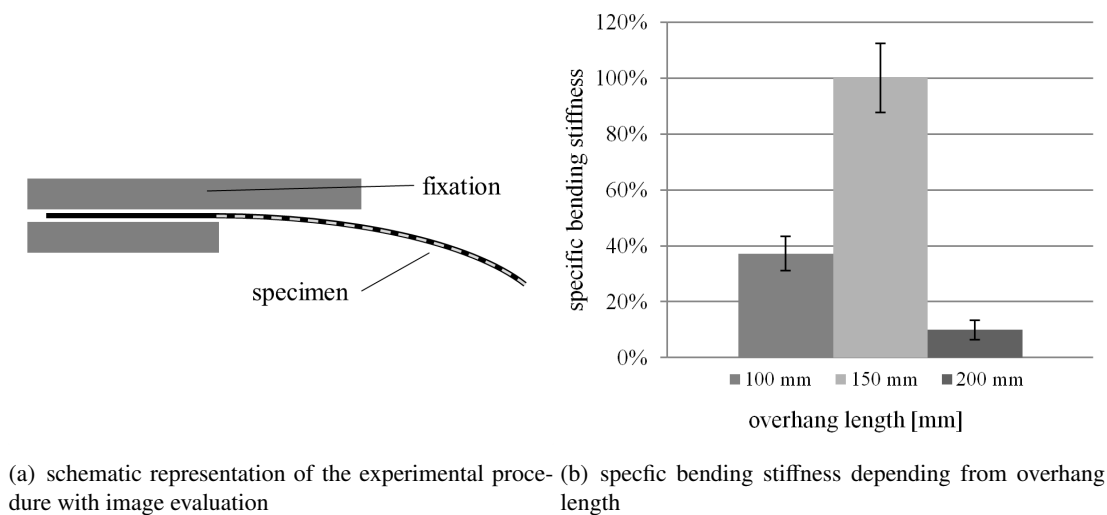 fixation
specimen
120%
100%
80%
60%
40%
20%
0%
specific bending stiffness
100 mm 150 mm 200 mm
overhang length [mm]
(a) schematic representation of the experimental proce-
dure with image evaluation
(b) specfic bending stiffness depending from overhang
length